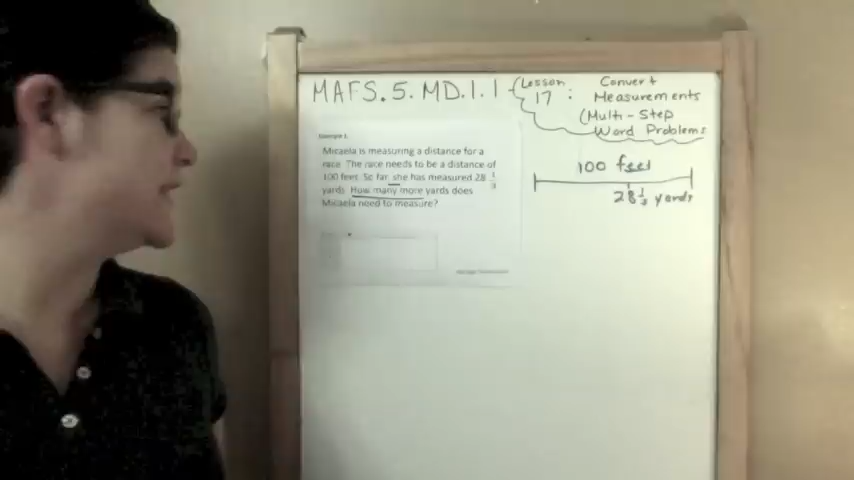 MAFS.5.MD.1.1
(Lesson
17 :
Convert
Measurements
(Multi-Step
Word Problems
Example 1
Micaela is measuring a distance for a
race. The race needs to be a distance of
100 feet. So far, she has measured 28 1/3
yards. How many more yards does
Micaela need to measure?
100 feet
28 1/3 yards